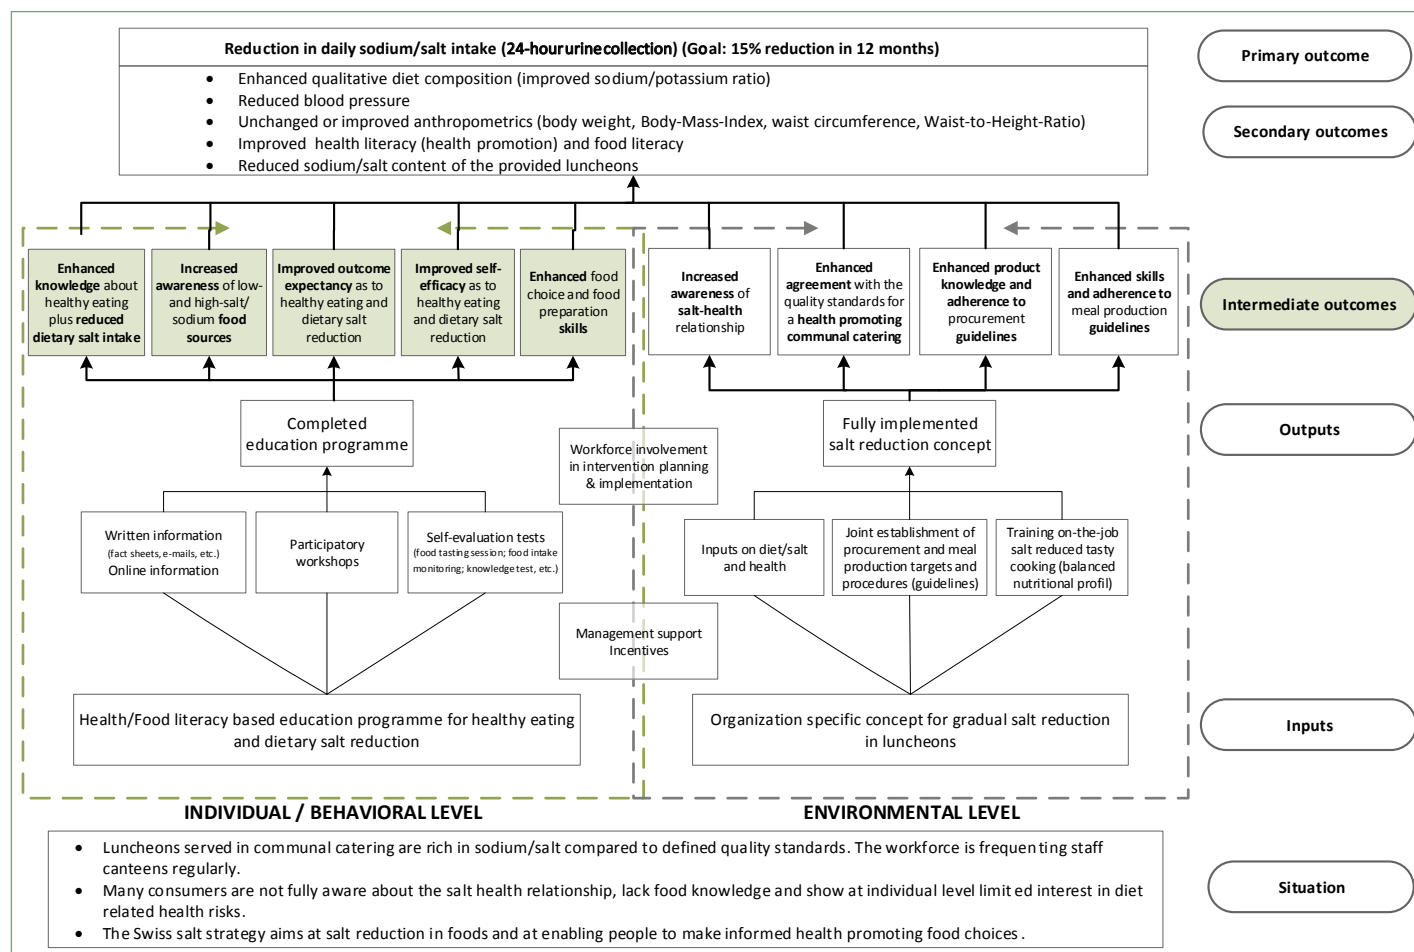 Reduction in daily sodium/salt intake (24-hour urine collection) (Goal: 15% reduction in 12 months)
Primary outcome
• Enhanced qualitative diet composition (improved sodium/potassium ratio)
• Reduced blood pressure
• Unchanged or improved anthropometrics (body weight, Body-Mass-Index, waist circumference, Waist-to-Height-Ratio)
• Improved health literacy (health promotion) and food literacy
• Reduced sodium/salt content of the provided luncheons
Secondary outcomes
Enhanced
knowledge about
healthy eating
plus reduced
dietary salt intake
Increased
awareness of low-
and high-salt/
sodium food
sources
Improved outcome
expectancy as to
healthy eating and
dietary salt
reduction
Improved self-
efficacy as to
healthy eating
and dietary salt
reduction
Enhanced food
choice and food
preparation
skills
Increased
awareness of
salt-health
relationship
Enhanced
agreement with the
quality standards for
a health promoting
communal catering
Enhanced product
knowledge and
adherence to
procurement
guidelines
Enhanced skills
and adherence to
meal production
guidelines
Intermediate outcomes
Completed
education programme
Workforce involvement
in intervention planning
& implementation
Fully implemented
salt reduction concept
Outputs
Written information
(fact sheets, e-mails, etc.)
Online information
Participatory
workshops
Self-evaluation tests
(food tasting session; food intake
monitoring; knowledge test, etc.)
Inputs on diet/salt
and health
Joint establishment of
procurement and meal
production targets and
procedures (guidelines)
Training on-the-job
salt reduced tasty
cooking (balanced
nutritional profil)
Management support
Incentives
Health/Food literacy based education programme for healthy eating
and dietary salt reduction
Organization specific concept for gradual salt reduction
in luncheons
Inputs
INDIVIDUAL / BEHAVIORAL LEVEL
ENVIRONMENTAL LEVEL
• Luncheons served in communal catering are rich in sodium/salt compared to defined quality standards. The workforce is frequenting staff
canteens regularly.
• Many consumers are not fully aware about the salt health relationship, lack food knowledge and show at individual level limited interest in diet
related health risks.
• The Swiss salt strategy aims at salt reduction in foods and at enabling people to make informed health promoting food choices.
Situation